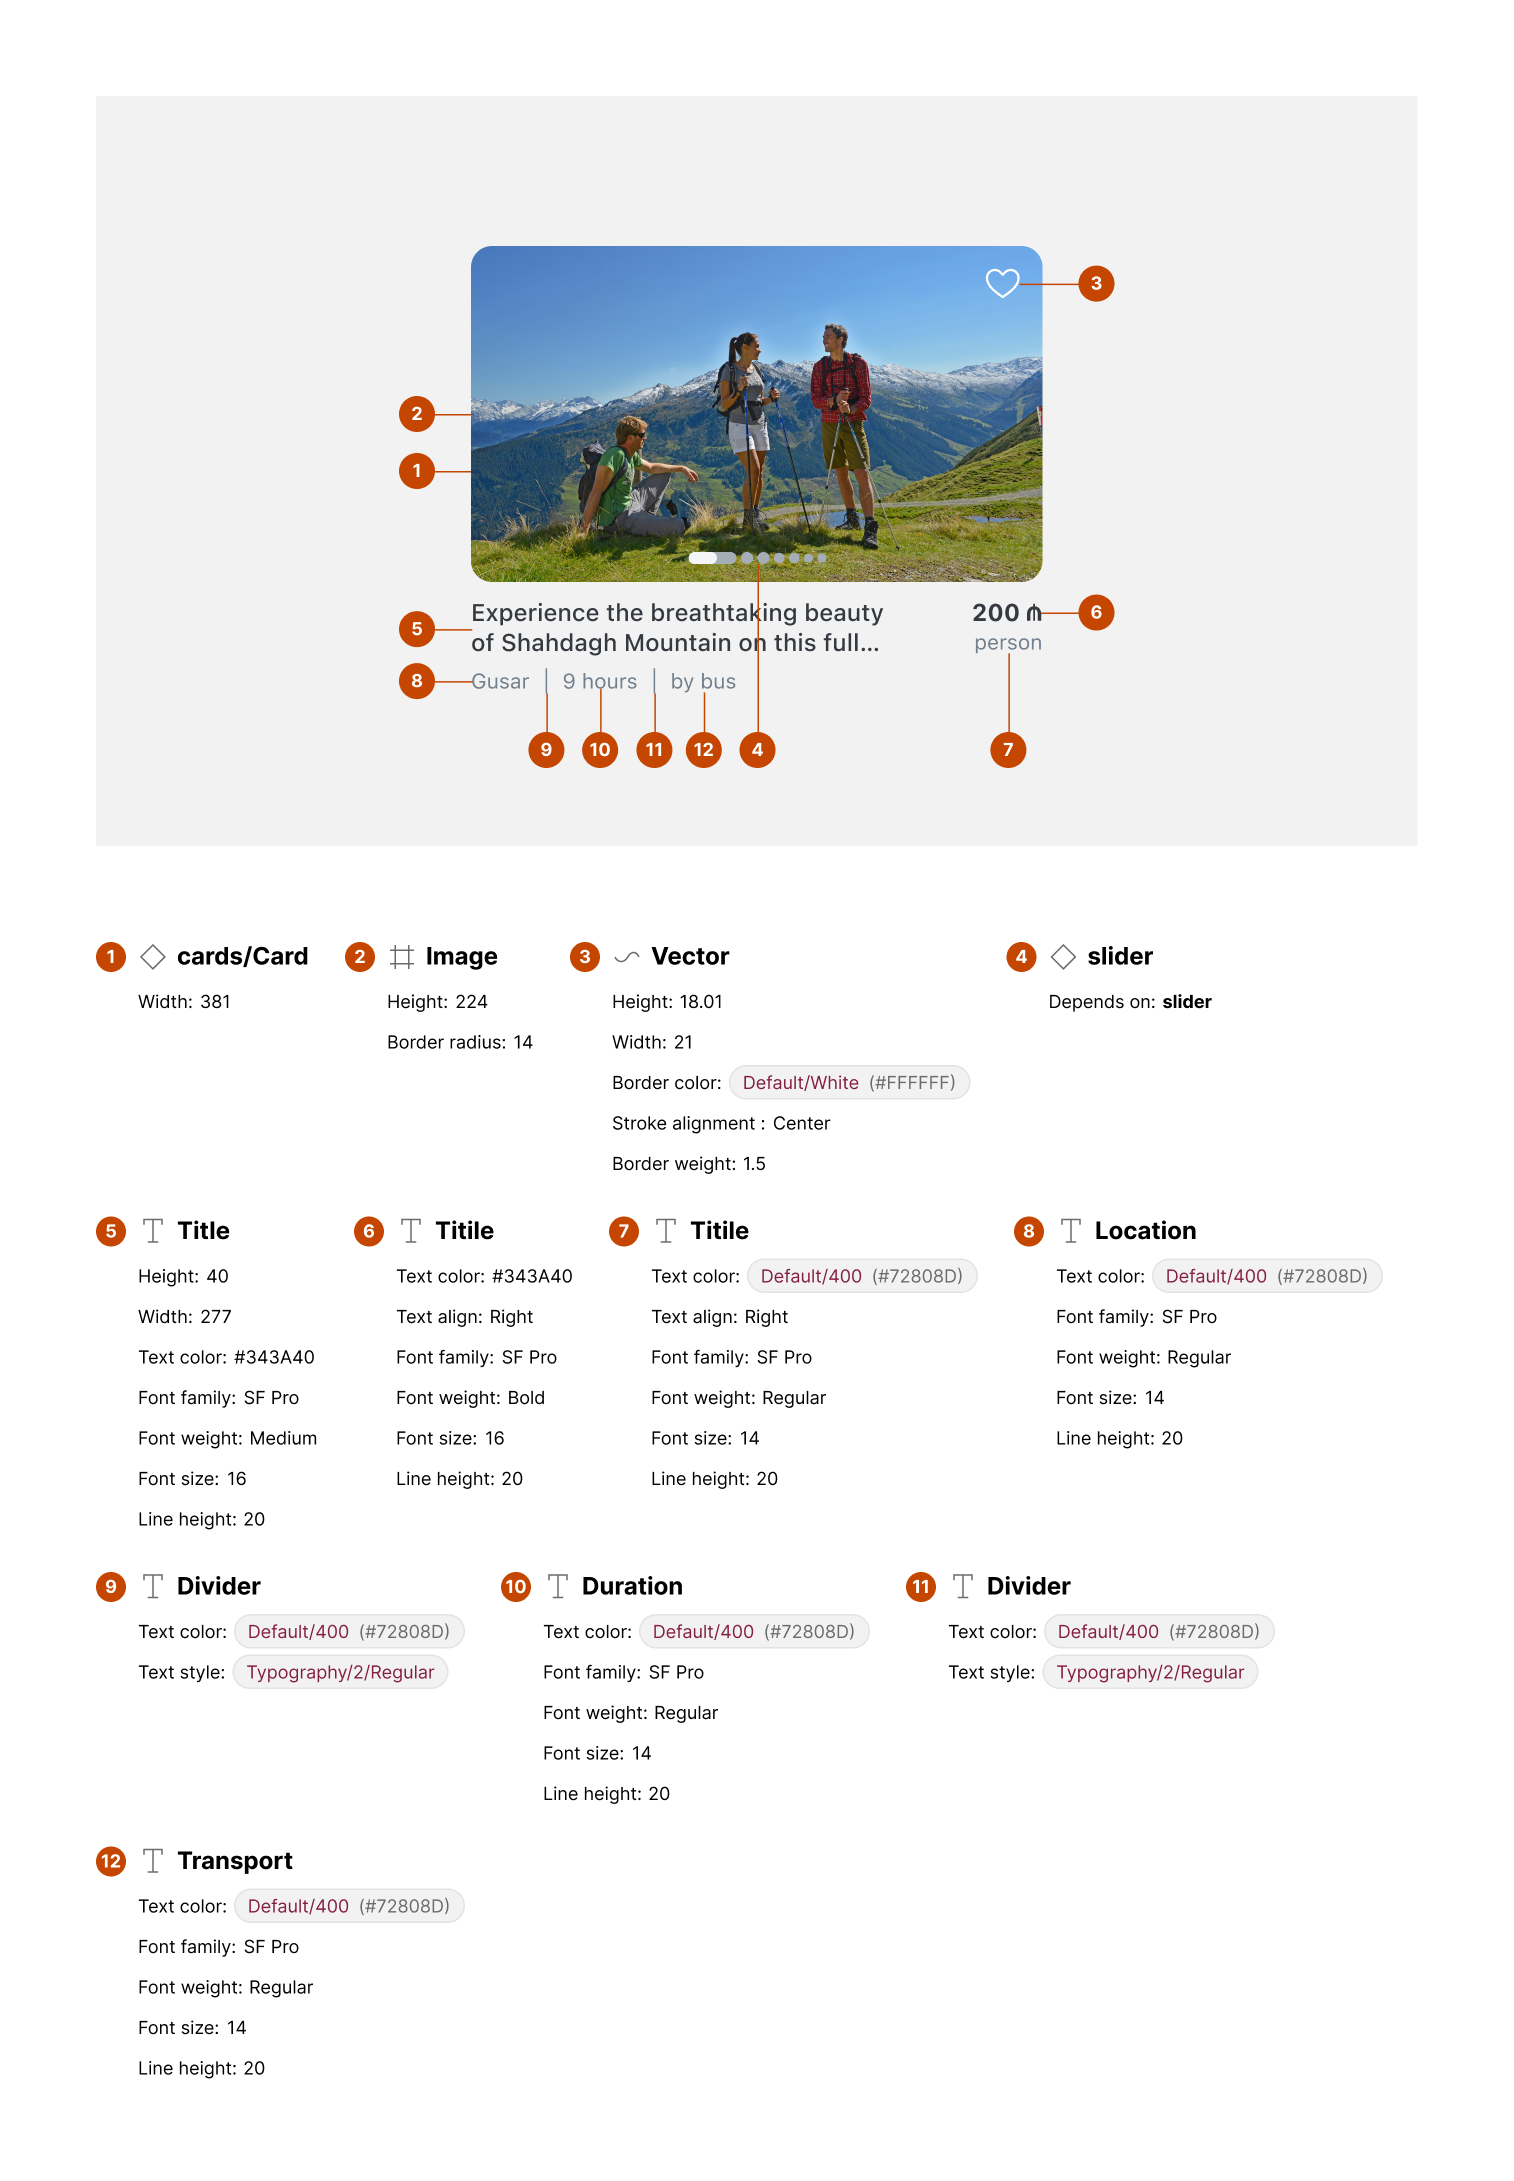 3
2
1
Experience the breathtaking beauty
of Shahdagh Mountain on this full...
200 ₼
person
6
5
8
Gusar | 9 hours | by bus
9
10
11
12
4
7
1 cards/Card
Width: 381
2 Image
Height: 224
Border radius: 14
3 Vector
Height: 18.01
Width: 21
Border color: Default/White (#FFFFFF)
Stroke alignment : Center
Border weight: 1.5
4 slider
Depends on: slider
5 Title
Height: 40
Width: 277
Text color: #343A40
Font family: SF Pro
Font weight: Medium
Font size: 16
Line height: 20
6 Titile
Text color: #343A40
Text align: Right
Font family: SF Pro
Font weight: Bold
Font size: 16
Line height: 20
7 Titile
Text color: Default/400 (#72808D)
Text align: Right
Font family: SF Pro
Font weight: Regular
Font size: 14
Line height: 20
8 Location
Text color: Default/400 (#72808D)
Font family: SF Pro
Font weight: Regular
Font size: 14
Line height: 20
9 Divider
Text color: Default/400 (#72808D)
Text style: Typography/2/Regular
10 Duration
Text color: Default/400 (#72808D)
Font family: SF Pro
Font weight: Regular
Font size: 14
Line height: 20
11 Divider
Text color: Default/400 (#72808D)
Text style: Typography/2/Regular
12 Transport
Text color: Default/400 (#72808D)
Font family: SF Pro
Font weight: Regular
Font size: 14
Line height: 20